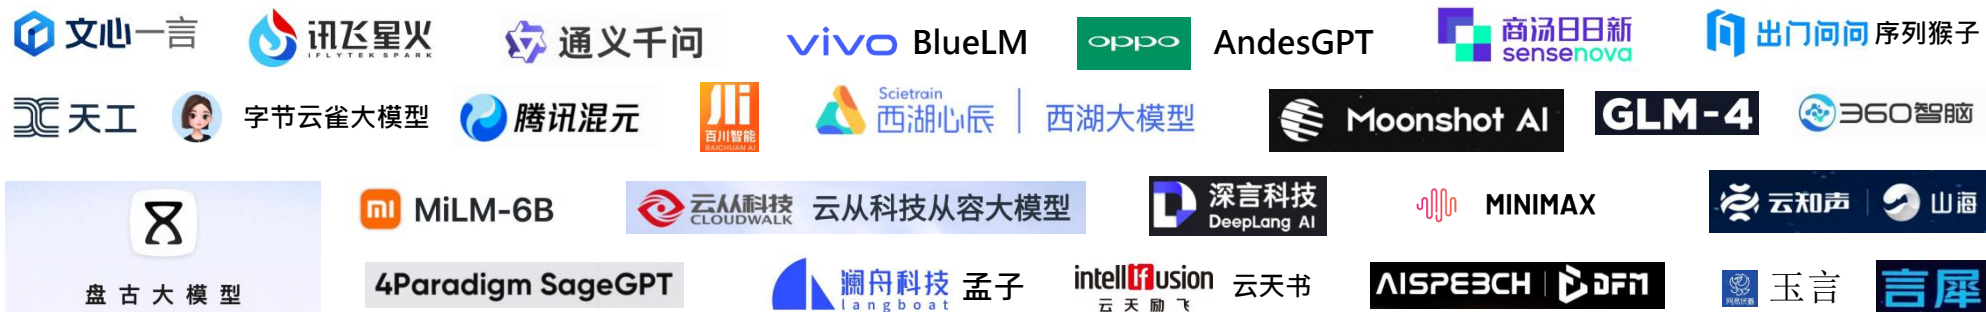 文心一言
讯飞星火
IFLYTEK SPARK
通义千问
vivo BlueLM
oppo AndesGPT
商汤日日新
sensenova
出门问问 序列猴子
天工
字节云雀大模型
腾讯混元
百川智能
BAICHUAN AI
Scietrain
西湖心辰 西湖大模型
Moonshot AI
GLM-4
360智脑
盘古大模型
MiLM-6B
云从科技
CLOUDWALK
云从科技从容大模型
深言科技
DeepLang AI
MINIMAX
云知声 山海
4Paradigm SageGPT
澜舟科技
langboat
孟子
intellifusion
云天励飞
云天书
AISPEECH DFM
网易伏羲
玉言
言犀